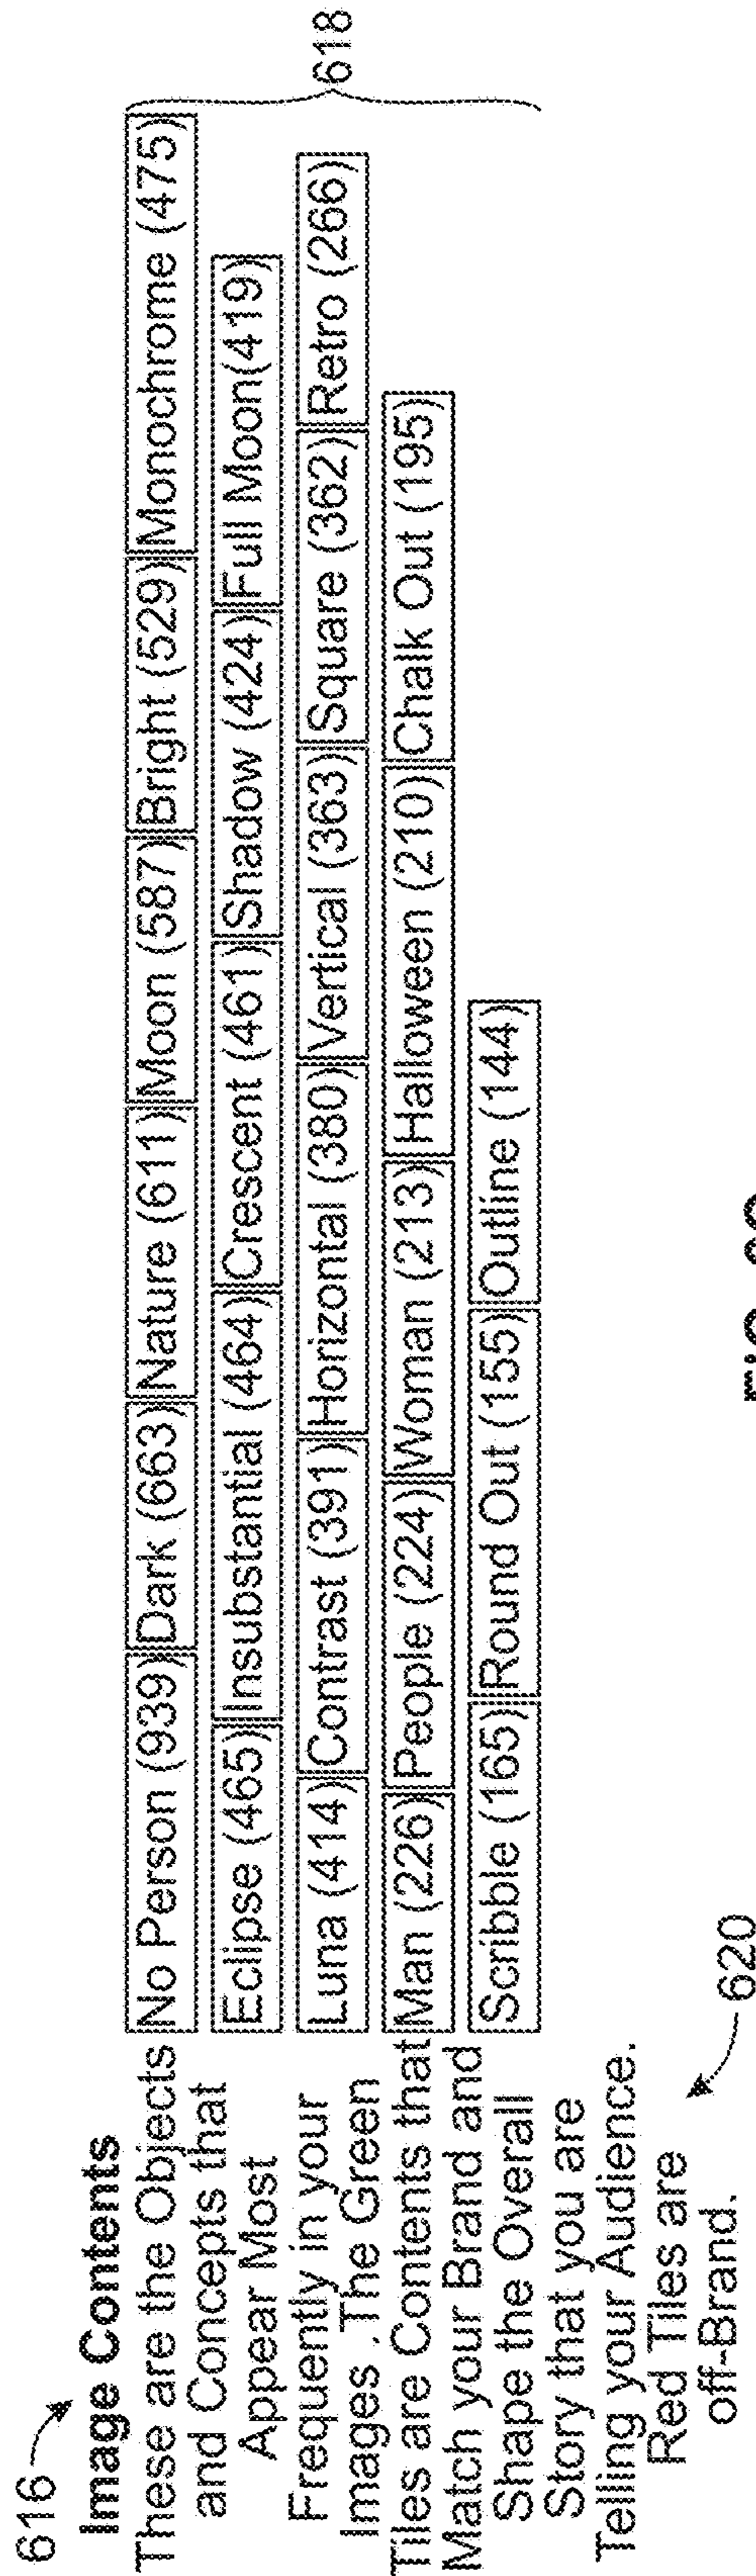 616
Image Contents
These are the Objects
and Concepts that
Appear Most
Frequently in your
Images .The Green
Tiles are Contents that
Match your Brand and
Shape the Overall
Story that you are
Telling your Audience.
Red Tiles are
off-Brand.
620
No Person (939) Dark (663) Nature (611) Moon (587) Bright (529) Monochrome (475)
Eclipse (465) Insubstantial (464) Crescent (461) Shadow (424) Full Moon(419)
Luna (414) Contrast (391) Horizontal (380) Vertical (363) Square (362) Retro (266)
Man (226) People (224) Woman (213) Halloween (210) Chalk Out (195)
Scribble (165) Round Out (155) Outline (144)
618